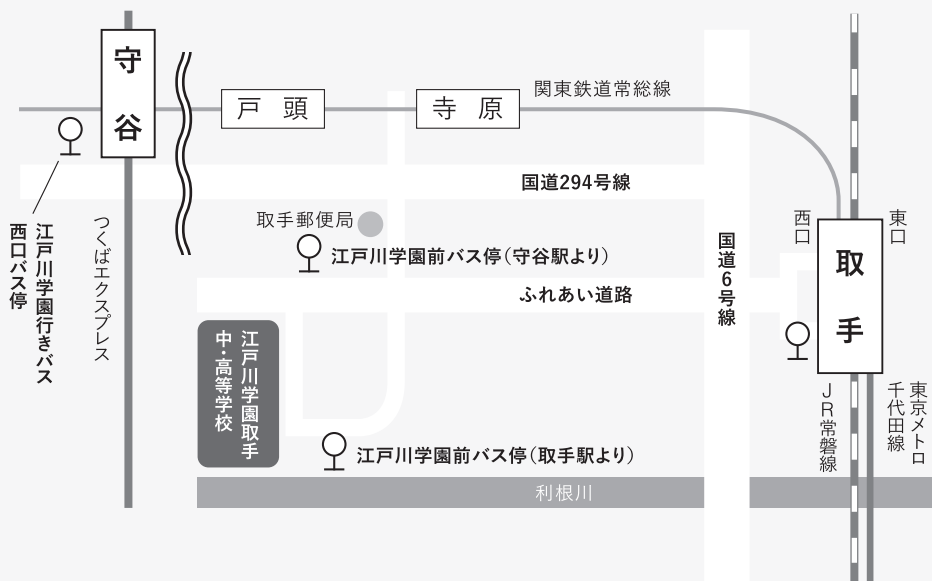 守谷
戸頭
寺原
関東鉄道常総線
国道294号線
取手郵便局
江戸川学園前バス停（守谷駅より）
ふれあい道路
国道6号線
西口
東口
取手
江戸川学園行きバス
西口バス停
つくばエクスプレス
江戸川学園取手
中・高等学校
江戸川学園前バス停（取手駅より）
利根川
JR常磐線
東京メトロ
千代田線